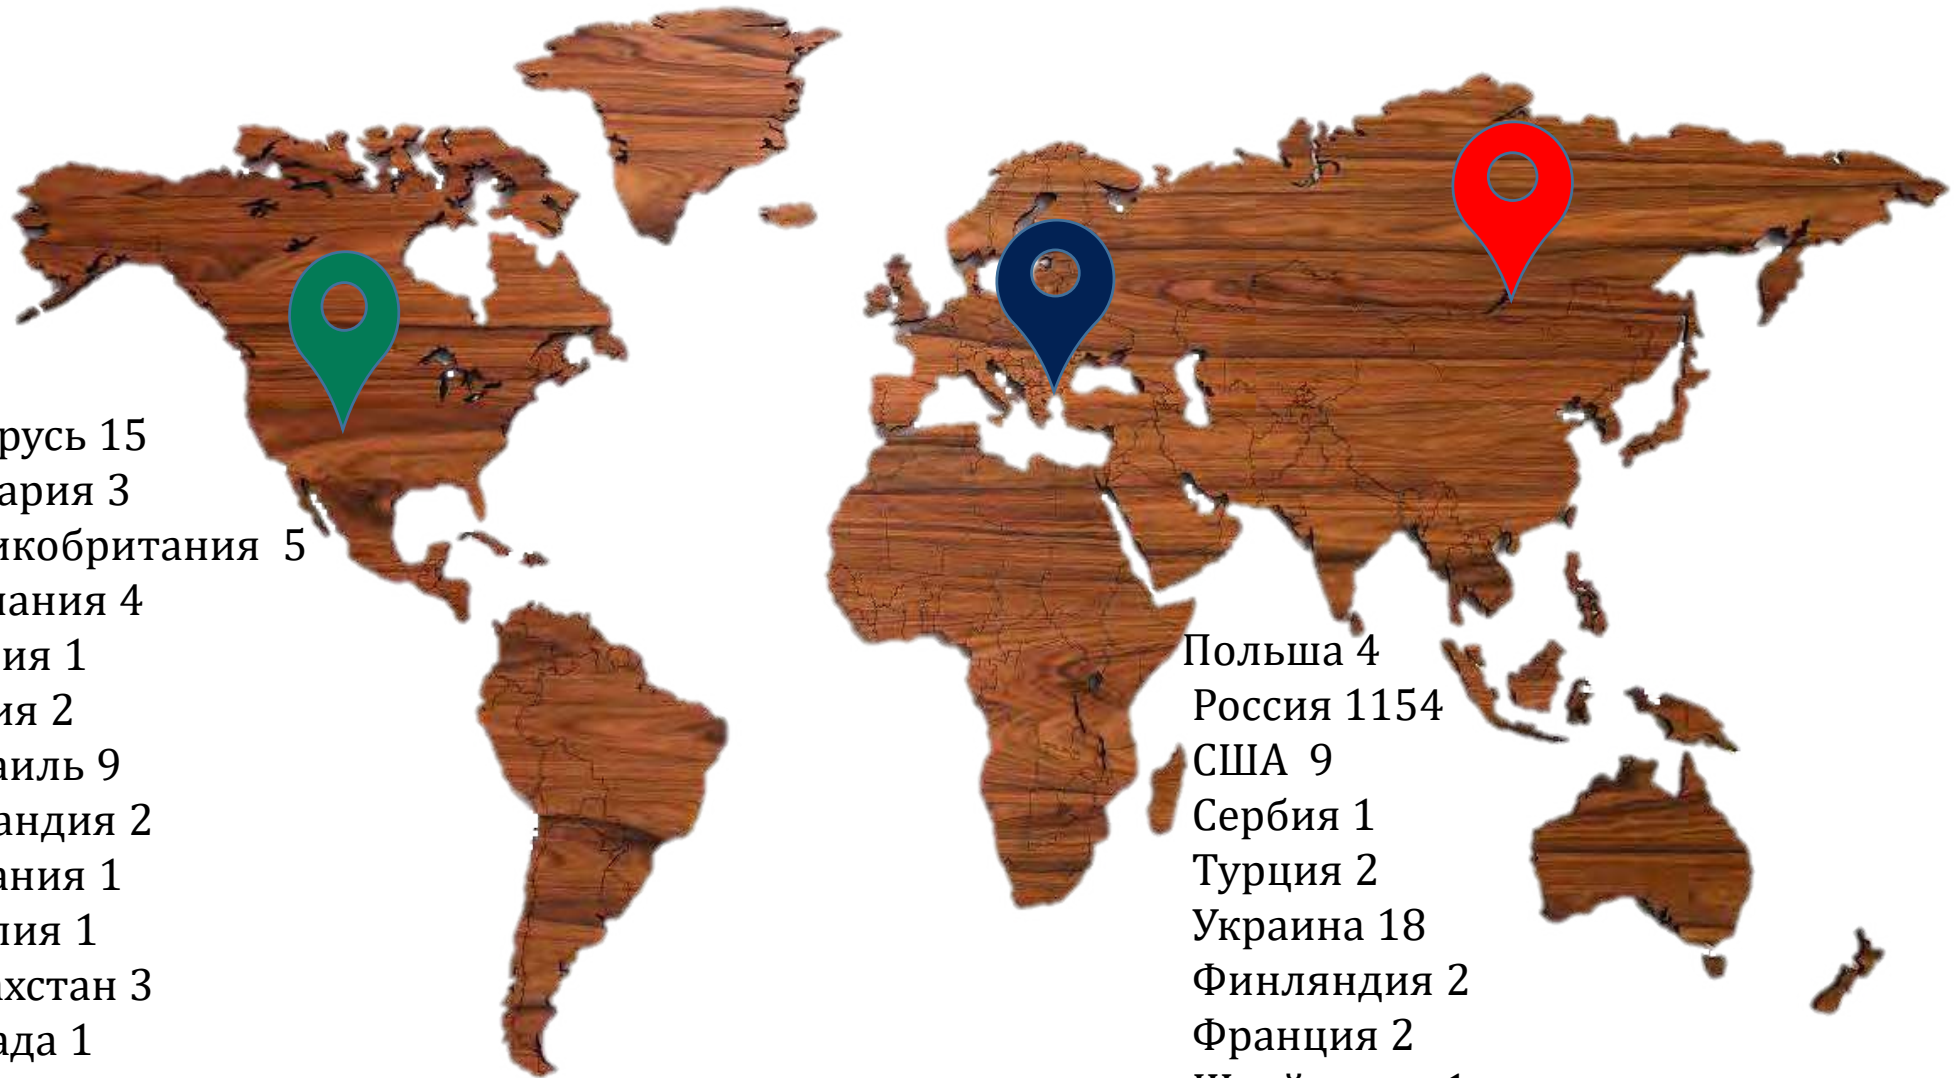 русь 15
ария 3
икобритания 5
ания 4
ия 1
ия 2
аиль 9
андия 2
ания 1
лия 1
ахстан 3
ада 1
Польша 4
Россия 1154
США 9
Сербия 1
Турция 2
Украина 18
Финляндия 2
Франция 2